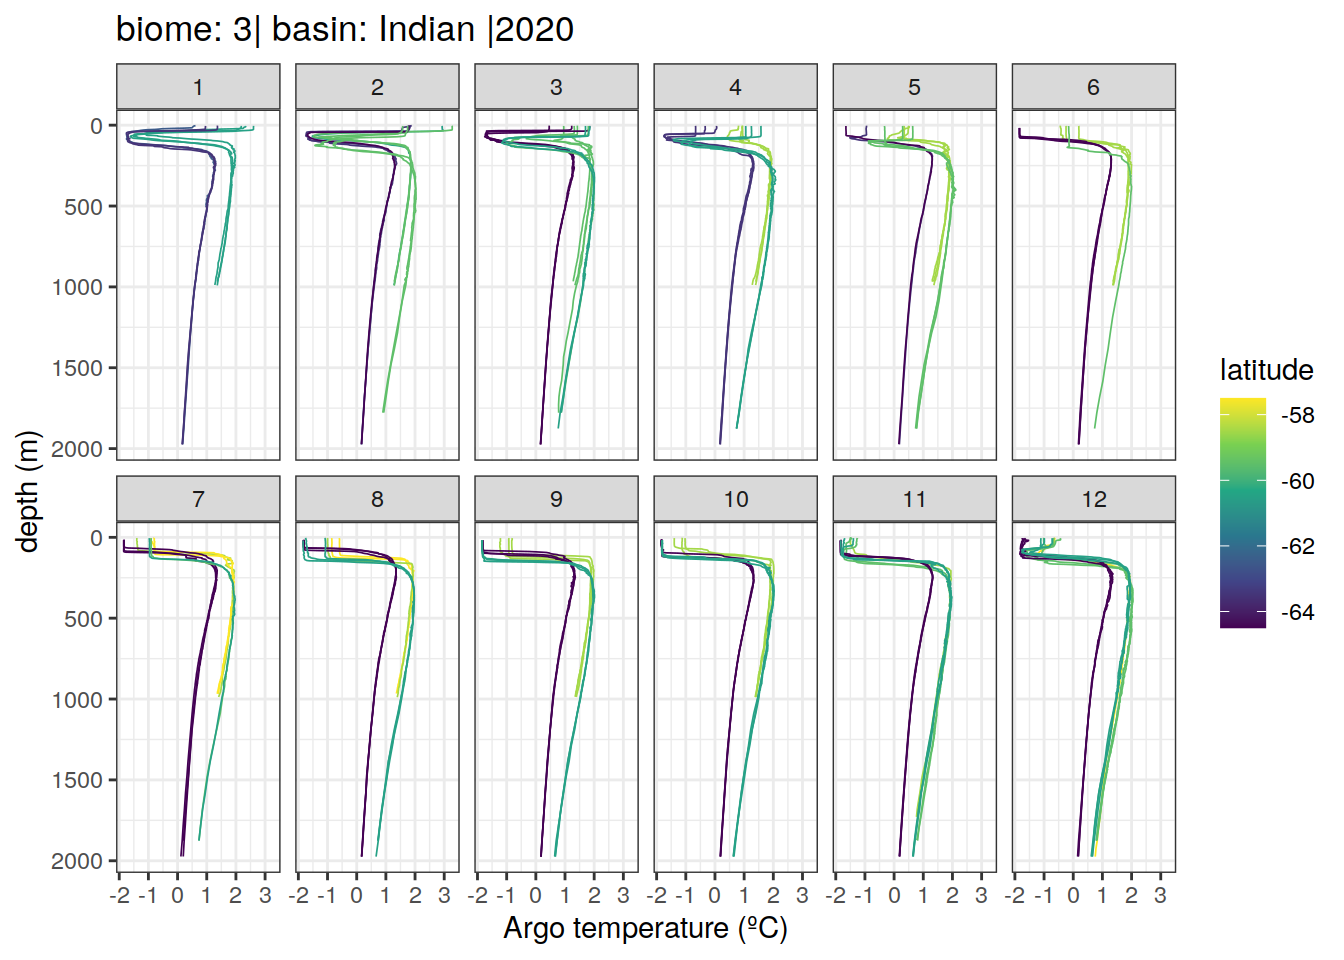 biome: 3| basin: Indian |2020
1 2 3 4 5 6
0
500
1000
1500
2000
7 8 9 10 11 12
0
500
1000
1500
2000
-2 -1 0 1 2 3 -2 -1 0 1 2 3 -2 -1 0 1 2 3 -2 -1 0 1 2 3 -2 -1 0 1 2 3 -2 -1 0 1 2 3
Argo temperature (ºC)
depth (m)
latitude
-58
-60
-62
-64